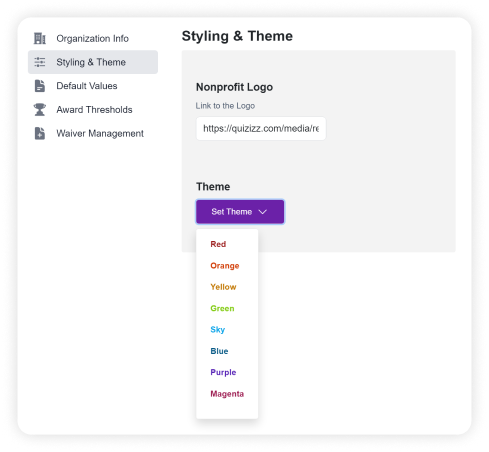 Organization Info
Styling & Theme
Default Values
Award Thresholds
Waiver Management
Styling & Theme
Nonprofit Logo
Link to the Logo
https://quizizz.com/media/re
Theme
Set Theme
Red
Orange
Yellow
Green
Sky
Blue
Purple
Magenta